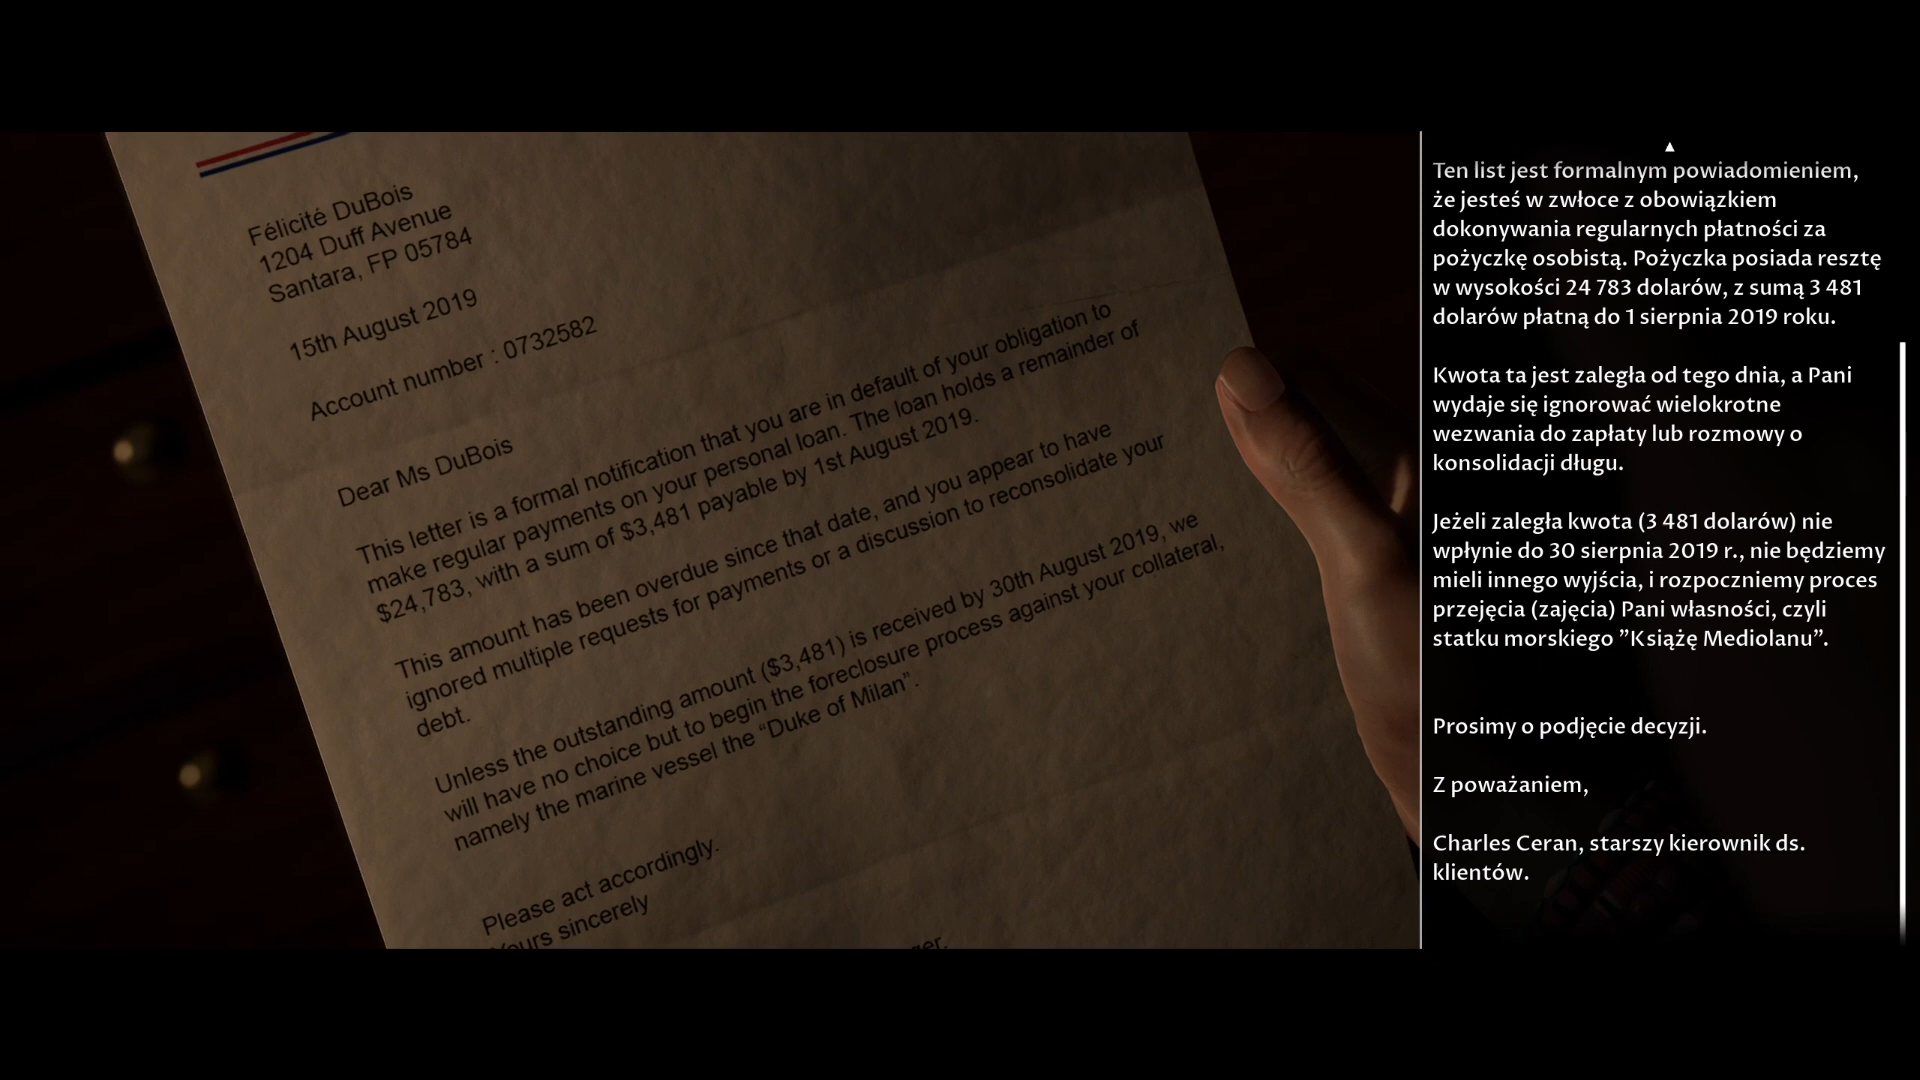 Félicité DuBois
1204 Duff Avenue
Santara, FP 05784
15th August 2019
Account number : 0732582
Dear Ms DuBois
This letter is a formal notification that you are in default of your obligation to
make regular payments on your personal loan. The loan holds a remainder of
$24,783, with a sum of $3,481 payable by 1st August 2019.
This amount has been overdue since that date, and you appear to have
ignored multiple requests for payments or a discussion to reconsolidate your
debt.
Unless the outstanding amount ($3,481) is received by 30th August 2019, we
will have no choice but to begin the foreclosure process against your collateral,
namely the marine vessel the “Duke of Milan”.
Please act accordingly.
Yours sincerely
Ten list jest formalnym powiadomieniem,
że jesteś w zwłoce z obowiązkiem
dokonywania regularnych płatności za
pożyczkę osobistą. Pożyczka posiada resztę
w wysokości 24 783 dolarów, z sumą 3 481
dolarów płatną do 1 sierpnia 2019 roku.
Kwota ta jest zaległa od tego dnia, a Pani
wydaje się ignorować wielokrotne
wezwania do zapłaty lub rozmowy o
konsolidacji długu.
Jeżeli zaległa kwota (3 481 dolarów) nie
wpłynie do 30 sierpnia 2019 r., nie będziemy
mieli innego wyjścia, i rozpoczniemy proces
przejęcia (zajęcia) Pani własności, czyli
statku morskiego ”Książę Mediolanu”.
Prosimy o podjęcie decyzji.
Z poważaniem,
Charles Ceran, starszy kierownik ds.
klientów.